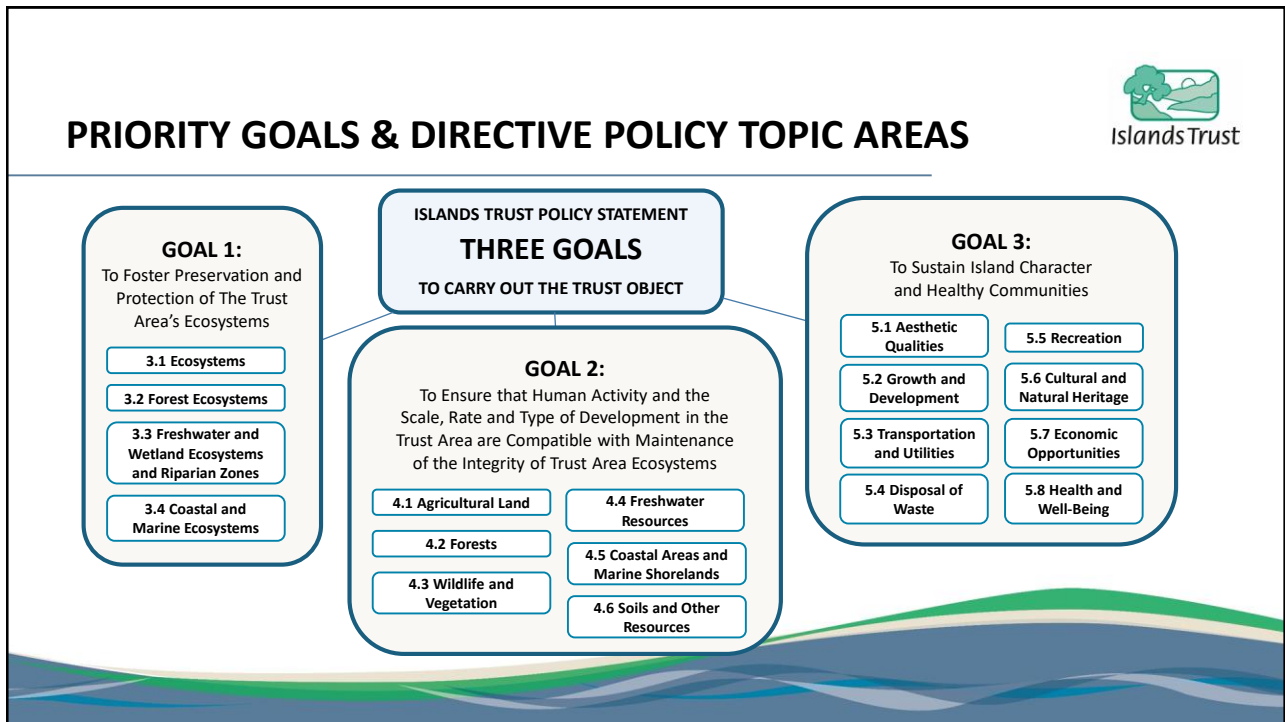 PRIORITY GOALS & DIRECTIVE POLICY TOPIC AREAS
Islands Trust
ISLANDS TRUST POLICY STATEMENT
THREE GOALS
TO CARRY OUT THE TRUST OBJECT
GOAL 1:
To Foster Preservation and
Protection of The Trust
Area's Ecosystems
3.1 Ecosystems
3.2 Forest Ecosystems
3.3 Freshwater and
Wetland Ecosystems
and Riparian Zones
3.4 Coastal and
Marine Ecosystems
GOAL 2:
To Ensure that Human Activity and the
Scale, Rate and Type of Development in the
Trust Area are Compatible with Maintenance
of the Integrity of Trust Area Ecosystems
4.1 Agricultural Land
4.2 Forests
4.3 Wildlife and
Vegetation
4.4 Freshwater
Resources
4.5 Coastal Areas and
Marine Shorelands
4.6 Soils and Other
Resources
GOAL 3:
To Sustain Island Character
and Healthy Communities
5.1 Aesthetic
Qualities
5.2 Growth and
Development
5.3 Transportation
and Utilities
5.4 Disposal of
Waste
5.5 Recreation
5.6 Cultural and
Natural Heritage
5.7 Economic
Opportunities
5.8 Health and
Well-Being